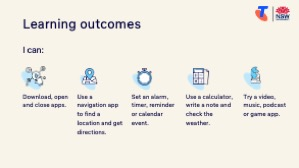 Learning outcomes
NSW
I can:
Download, open
and close apps.
Use a
navigation app
to find a
location and get
directions.
Set an alarm,
timer, reminder
or calendar
event.
Use a calculator,
write a note and
check the
weather.
Try a video,
music, podcast
or game app.